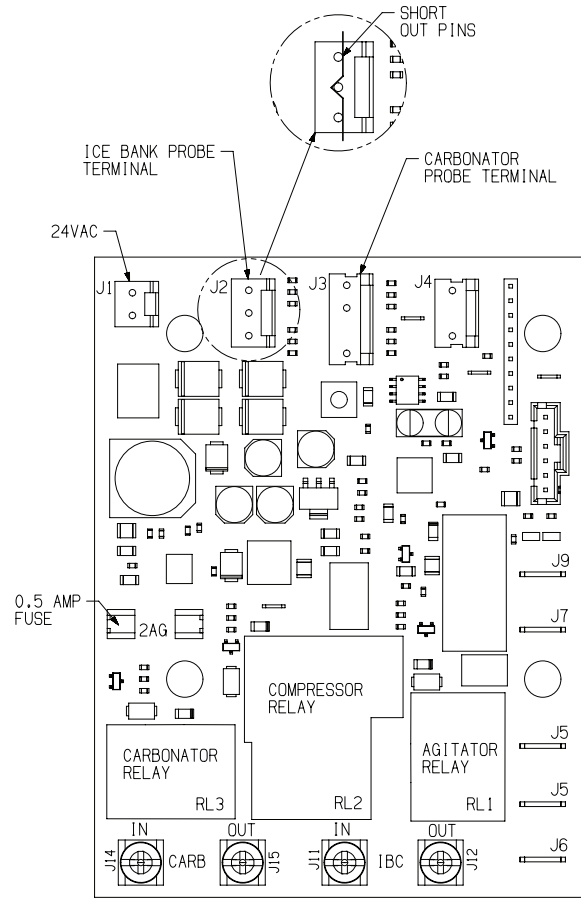 SHORT
OUT PINS
ICE BANK PROBE
TERMINAL
CARBONATOR
PROBE TERMINAL
24VAC
J1
J2
J3
J4
J9
0.5 AMP
FUSE
2AG
J7
COMPRESSOR
RELAY
CARBONATOR
RELAY
AGITATOR
RELAY
J5
RL3
RL2
RL1
J5
IN
OUT
IN
OUT
J14
CARB
J15
J11
IBC
J12
J6